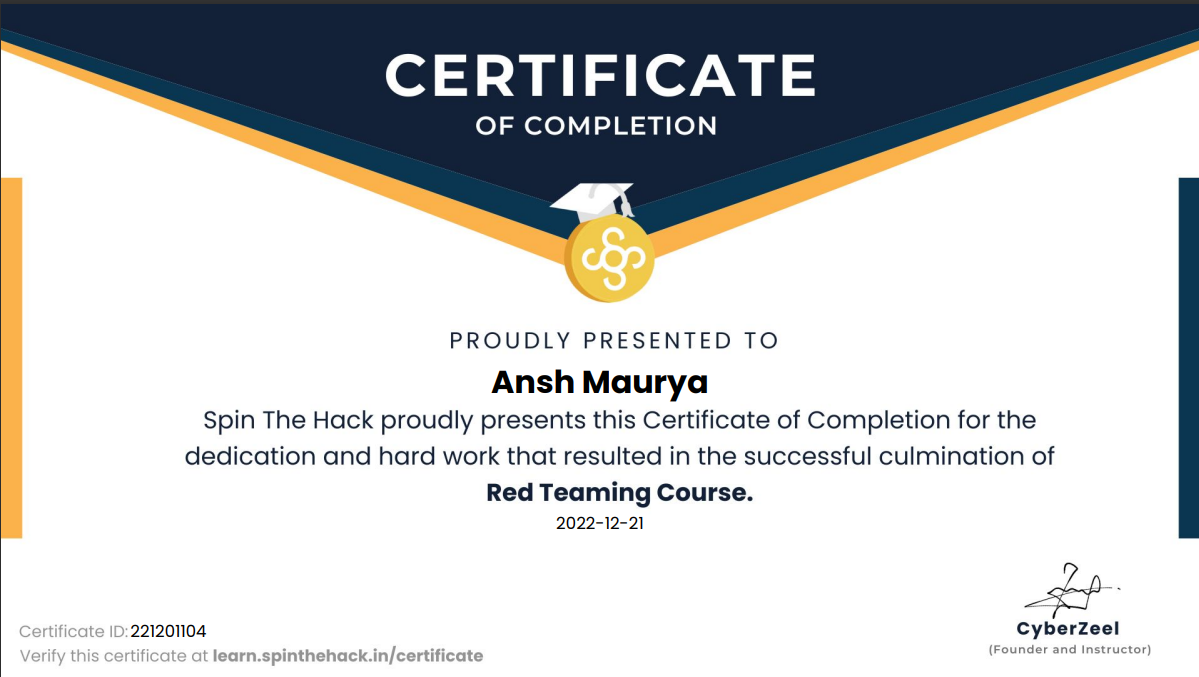 CERTIFICATE
OF COMPLETION
PROUDLY PRESENTED TO
Ansh Maurya
Spin The Hack proudly presents this Certificate of Completion for the
dedication and hard work that resulted in the successful culmination of
Red Teaming Course.
2022-12-21
CyberZeel
(Founder and Instructor)
Certificate ID: 221201104
Verify this certificate at learn.spinthehack.in/certificate